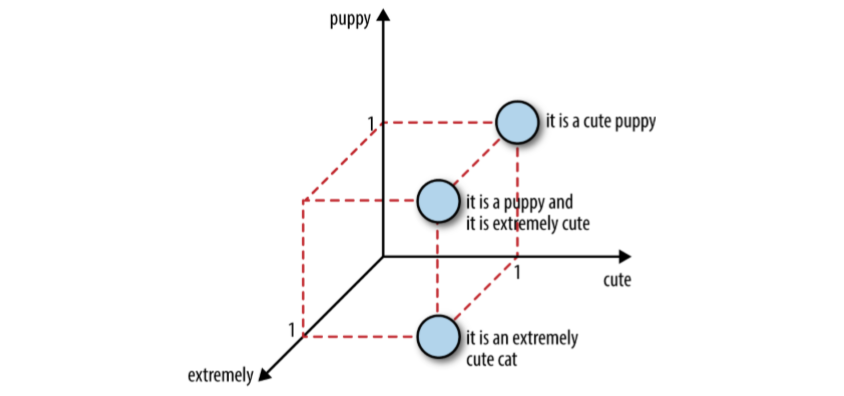 puppy
1
it is a cute puppy
it is a puppy and
it is extremely cute
1
cute
1
it is an extremely
cute cat
extremely